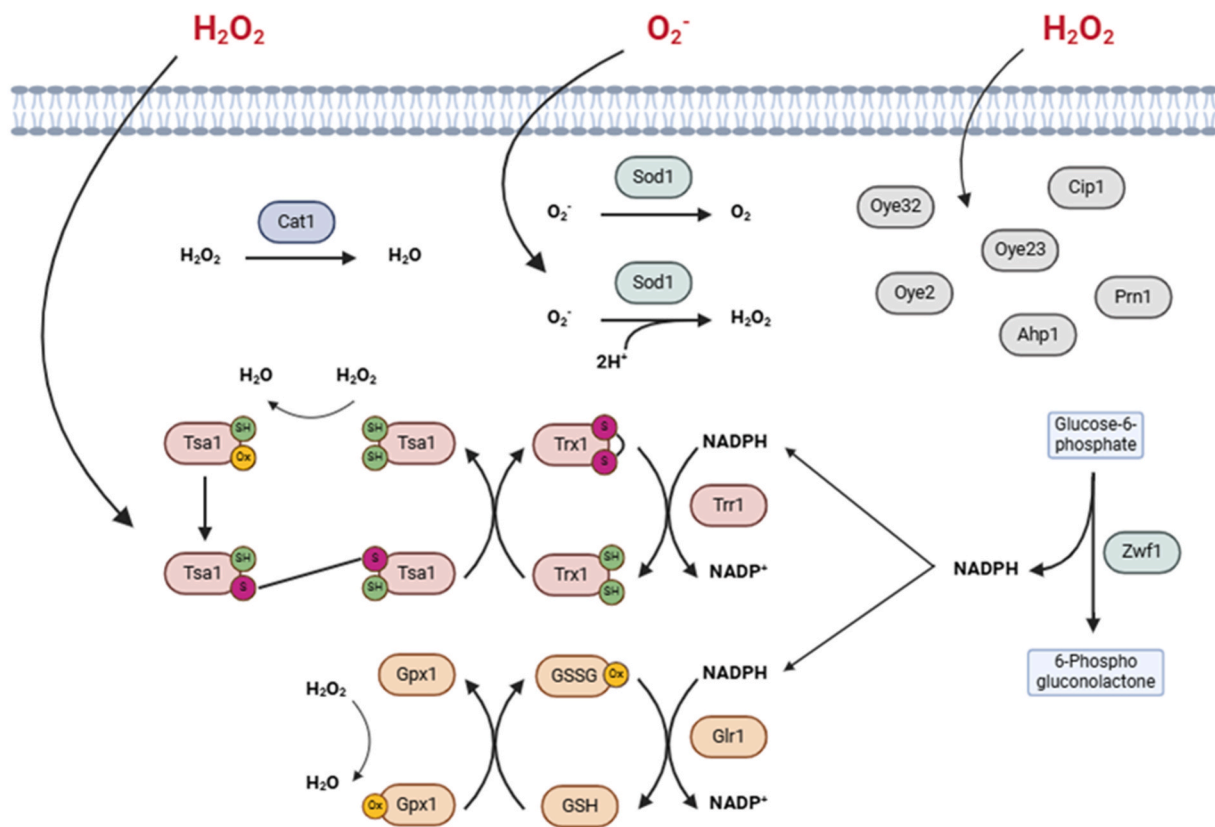 H₂O₂
O₂⁻
H₂O₂
Sod1
O₂⁻
O₂
Cat1
H₂O₂
H₂O
Sod1
O₂⁻
H₂O₂
2H⁺
Cip1
Oye32
Oye23
Oye2
Prn1
Ahp1
H₂O
H₂O₂
Tsa1
SH
Ox
SH
SH
Tsa1
Trx1
S
S
NADPH
Trr1
Tsa1
SH
S
S
SH
Tsa1
Trx1
SH
SH
NADP⁺
Glucose-6-
phosphate
NADPH
Zwf1
6-Phospho
gluconolactone
H₂O₂
Gpx1
GSSG
Ox
NADPH
Glr1
H₂O
Ox
Gpx1
GSH
NADP⁺